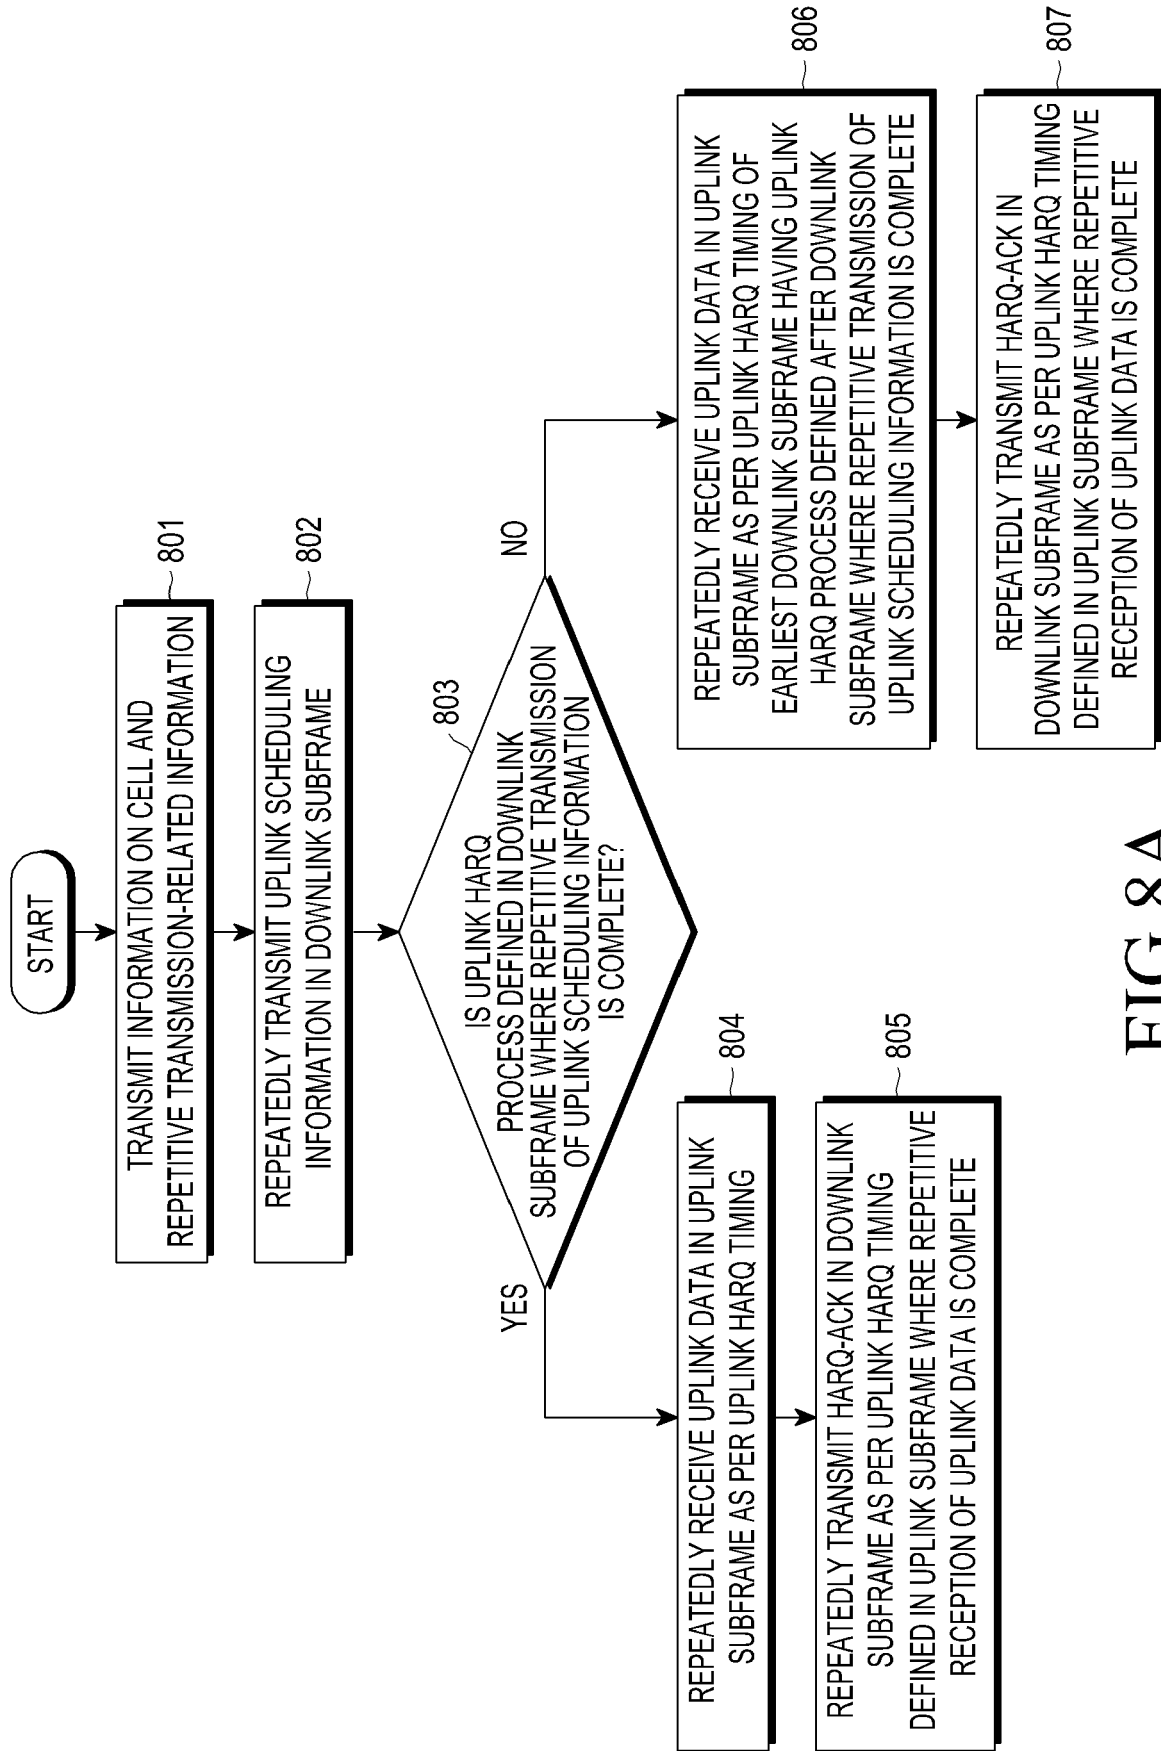 START
TRANSMIT INFORMATION ON CELL AND
REPETITIVE TRANSMISSION-RELATED INFORMATION
801
REPEATEDLY TRANSMIT UPLINK SCHEDULING
INFORMATION IN DOWNLINK SUBFRAME
802
IS UPLINK HARQ
PROCESS DEFINED IN DOWNLINK
SUBFRAME WHERE REPETITIVE TRANSMISSION
OF UPLINK SCHEDULING INFORMATION
IS COMPLETE?
803
YES
NO
REPEATEDLY RECEIVE UPLINK DATA IN UPLINK
SUBFRAME AS PER UPLINK HARQ TIMING
804
REPEATEDLY TRANSMIT HARQ-ACK IN DOWNLINK
SUBFRAME AS PER UPLINK HARQ TIMING
DEFINED IN UPLINK SUBFRAME WHERE REPETITIVE
RECEPTION OF UPLINK DATA IS COMPLETE
805
REPEATEDLY RECEIVE UPLINK DATA IN UPLINK
SUBFRAME AS PER UPLINK HARQ TIMING OF
EARLIEST DOWNLINK SUBFRAME HAVING UPLINK
HARQ PROCESS DEFINED AFTER DOWNLINK
SUBFRAME WHERE REPETITIVE TRANSMISSION OF
UPLINK SCHEDULING INFORMATION IS COMPLETE
806
REPEATEDLY TRANSMIT HARQ-ACK IN
DOWNLINK SUBFRAME AS PER UPLINK HARQ TIMING
DEFINED IN UPLINK SUBFRAME WHERE REPETITIVE
RECEPTION OF UPLINK DATA IS COMPLETE
807
FIG.8A